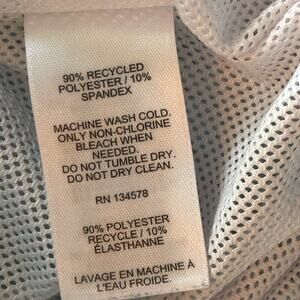 90% RECYCLED
POLYESTER / 10%
SPANDEX
MACHINE WASH COLD.
ONLY NON-CHLORINE
BLEACH WHEN
NEEDED.
DO NOT TUMBLE DRY.
DO NOT DRY CLEAN.
RN 134578
90% POLYESTER
RECYCLE / 10%
ÉLASTHANNE
LAVAGE EN MACHINE À
L'EAU FROIDE.